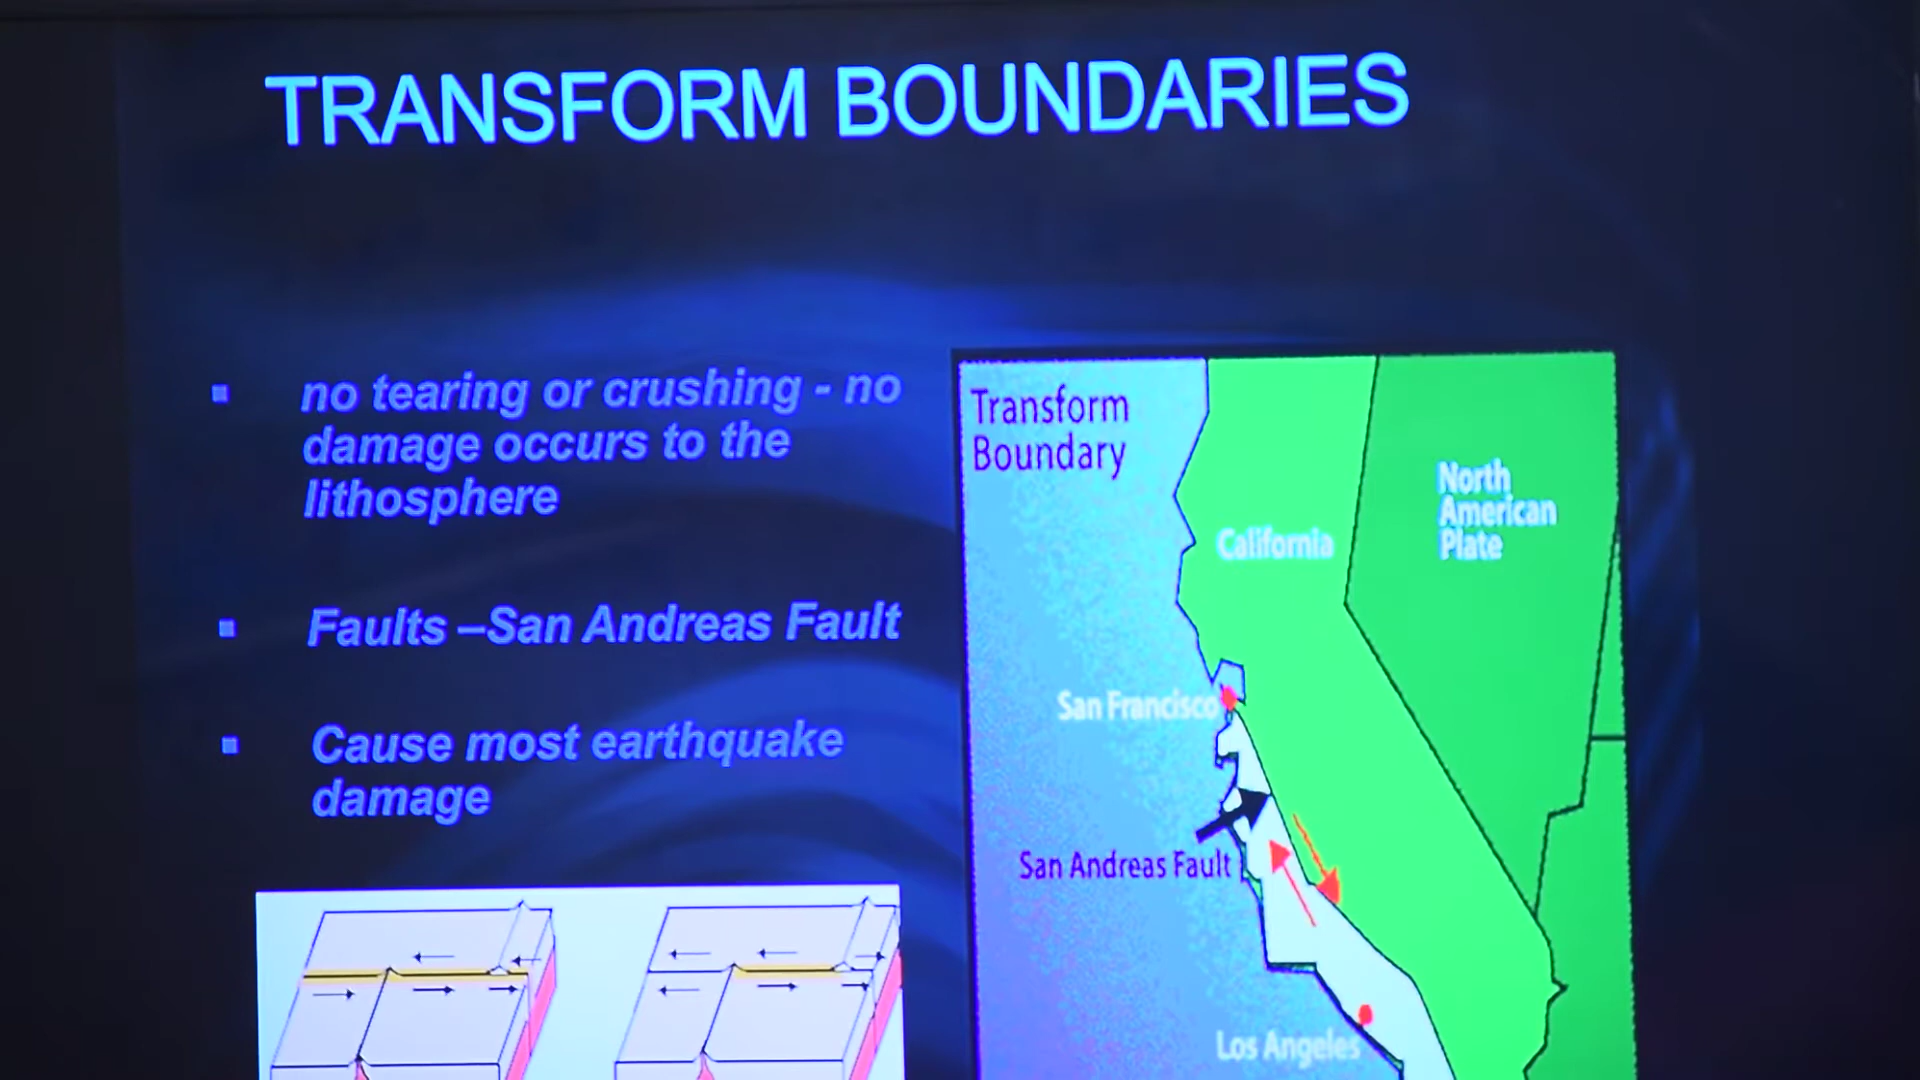 TRANSFORM BOUNDARIES
no tearing or crushing - no
damage occurs to the
lithosphere
Faults –San Andreas Fault
Cause most earthquake
damage
Transform
Boundary
North
American
Plate
California
San Francisco
San Andreas Fault
Los Angeles